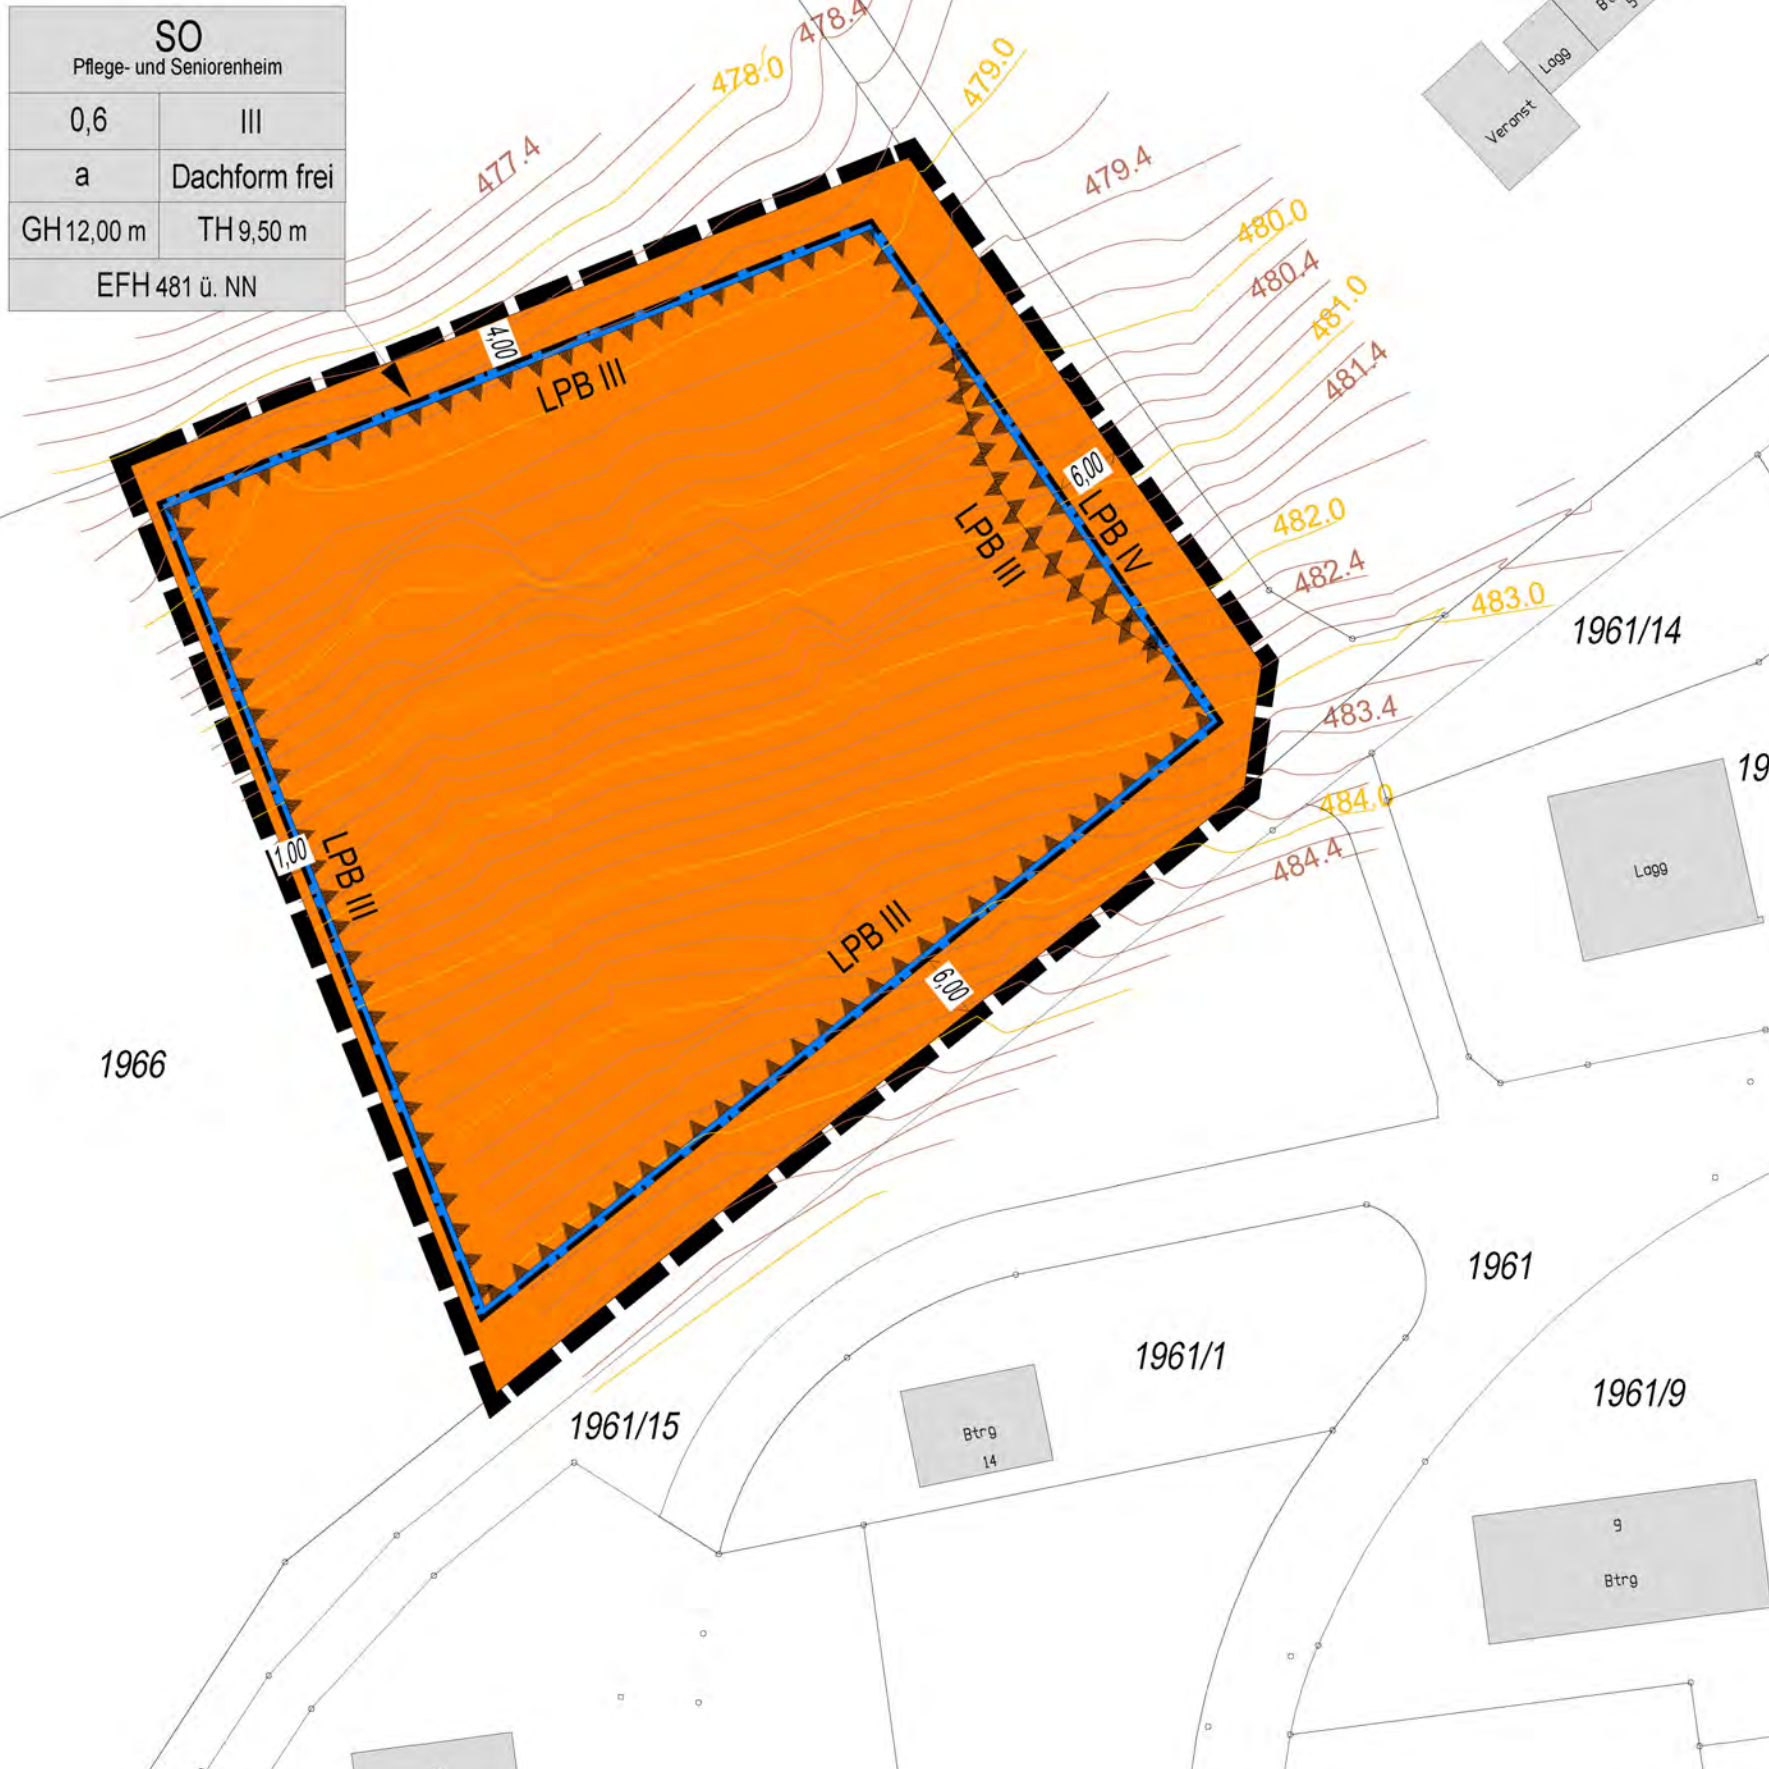 SO
Pflege- und Seniorenheim
0,6 III
a Dachform frei
GH 12,00 m TH 9,50 m
EFH 481 ü. NN
478.4
478.0
479.0
477.4
479.4
480.0
480.4
481.0
481.4
482.0
482.4
483.0
483.4
484.0
484.4
4,00
LPB III
6,00
LPB IV
LPB III
1,00
LPB III
LPB III
6,00
Lagg
Veranst
1961/14
19
Lagg
1966
1961
1961/1
1961/9
1961/15
Btrg
14
9
Btrg